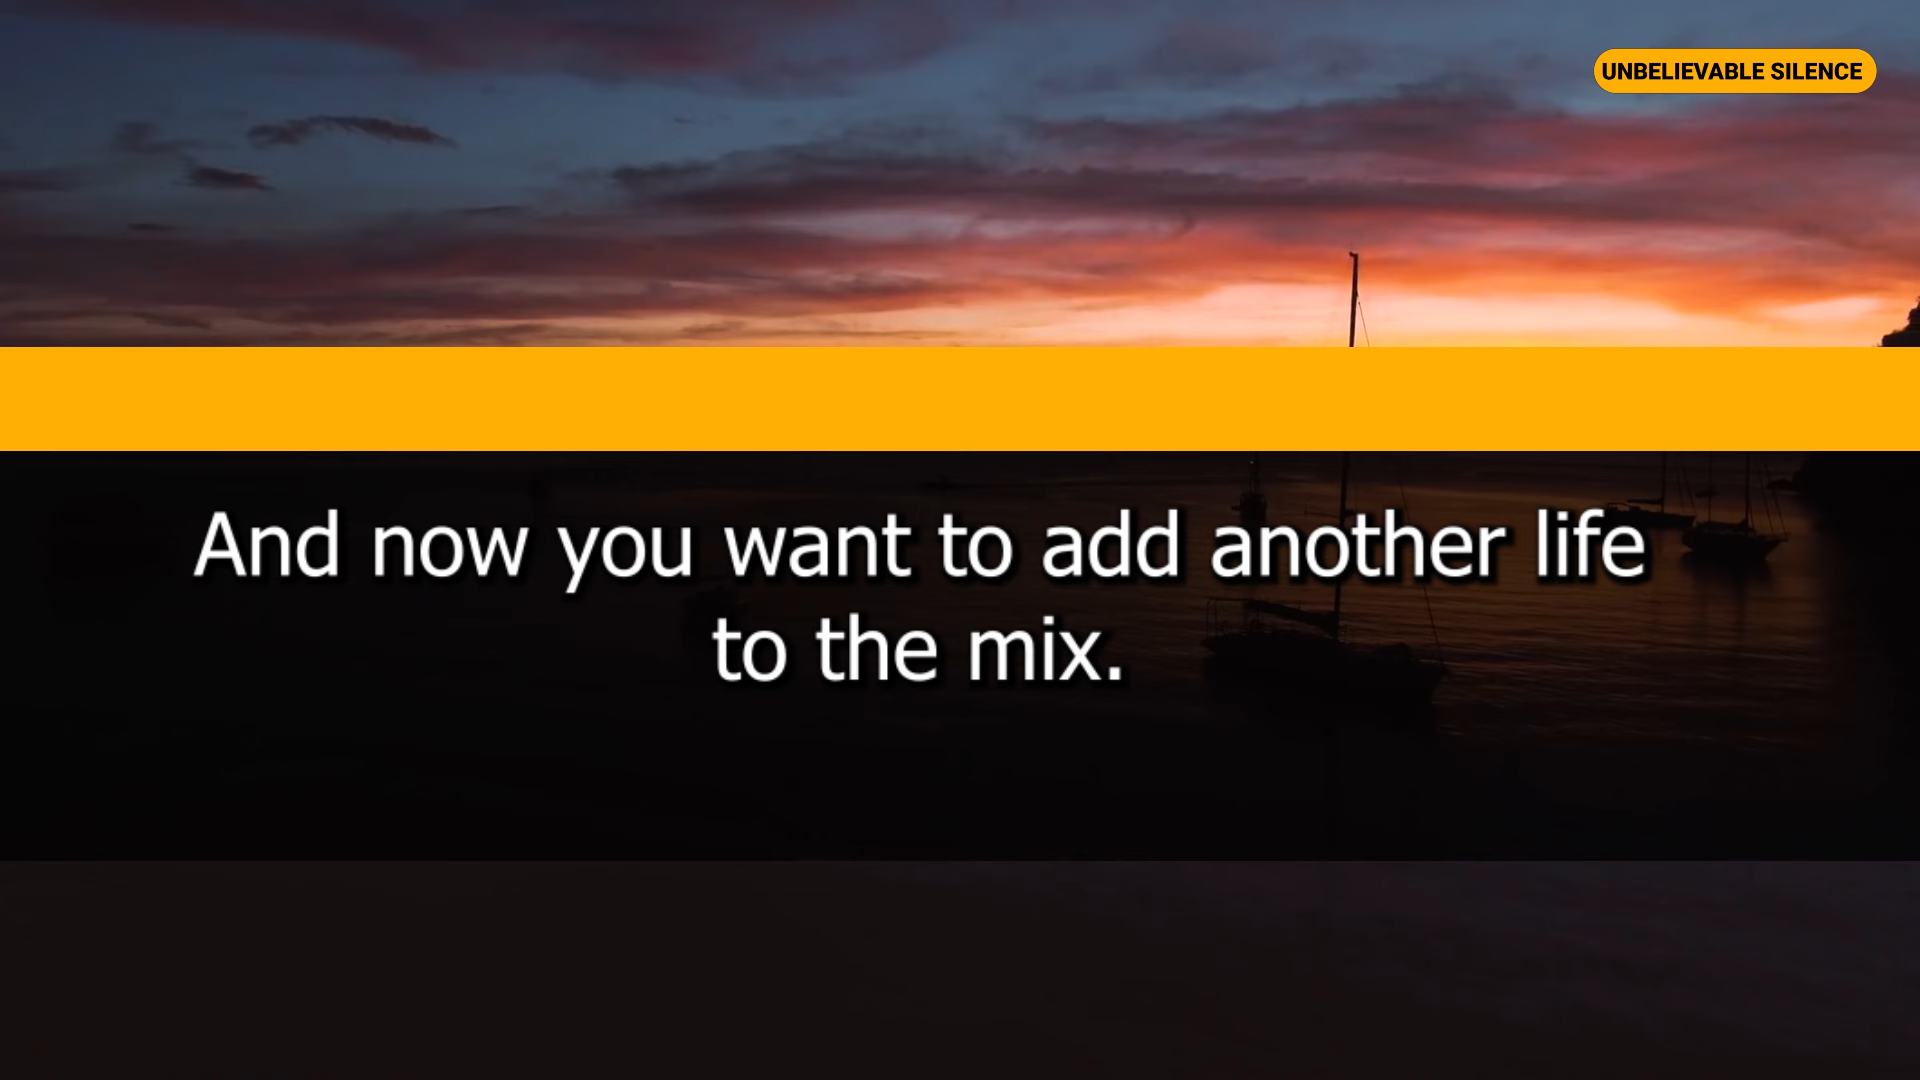 UNBELIEVABLE SILENCE
And now you want to add another life
to the mix.